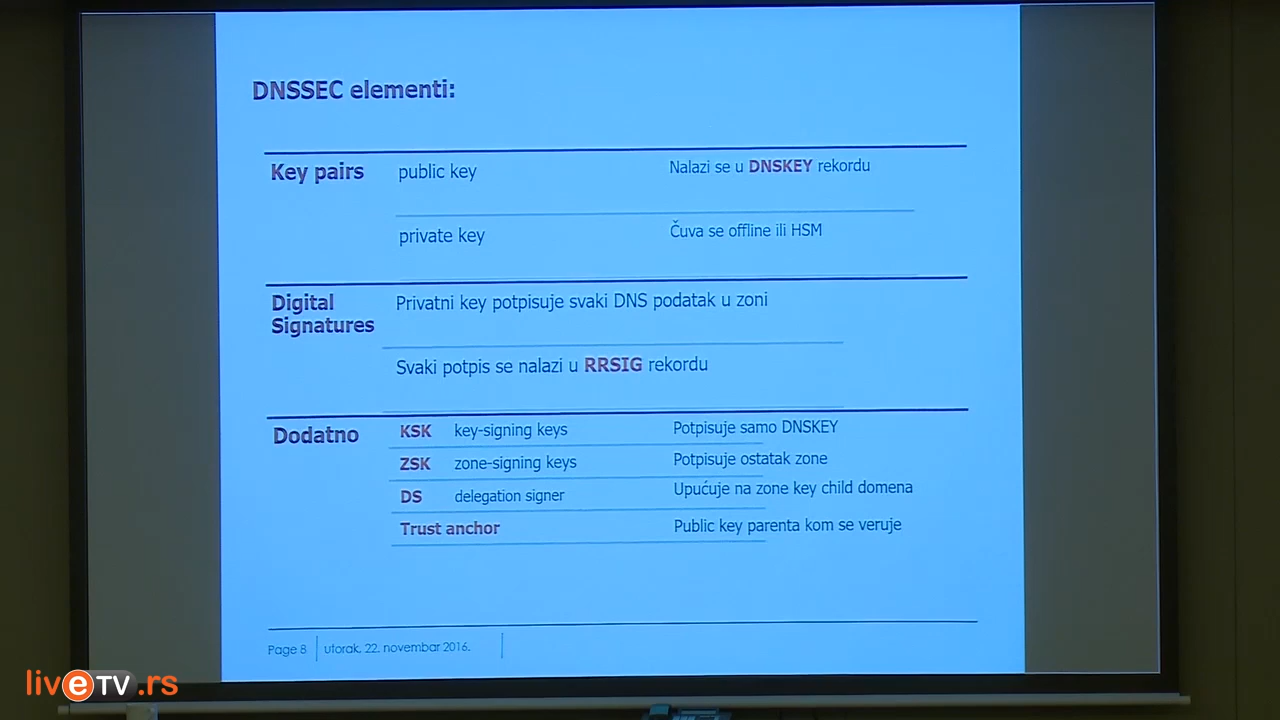 DNSSEC elementi:
Key pairs public key Nalazi se u DNSKEY rekordu
private key Čuva se offline ili HSM
Digital Signatures Privatni key potpisuje svaki DNS podatak u zoni
Svaki potpis se nalazi u RRSIG rekordu
Dodatno KSK key-signing keys Potpisuje samo DNSKEY
ZSK zone-signing keys Potpisuje ostatak zone
DS delegation signer Upućuje na zone key child domena
Trust anchor Public key parenta kom se veruje
Page 8 utorak, 22. novembar 2016.
liveTV.rs